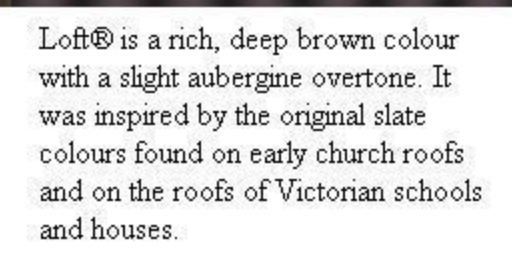 Loft® is a rich, deep brown colour
with a slight aubergine overtone. It
was inspired by the original slate
colours found on early church roofs
and on the roofs of Victorian schools
and houses.